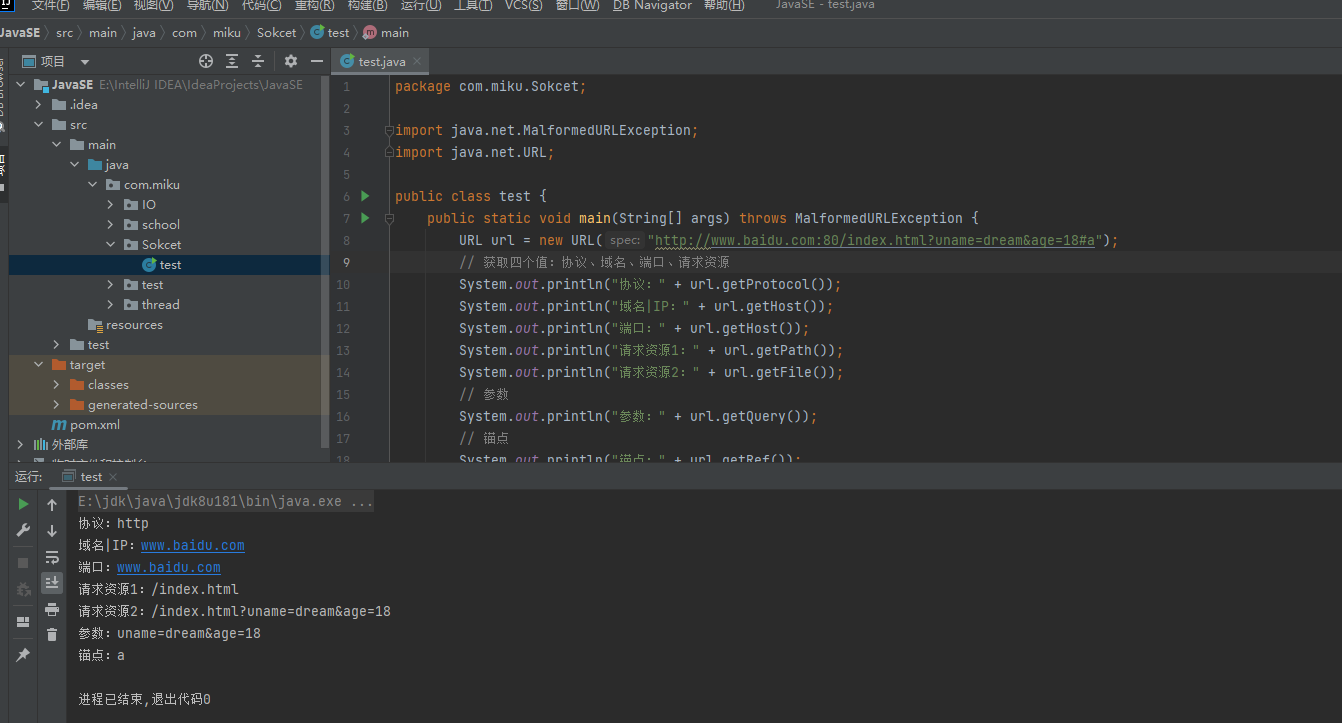 文件(F) 编辑(E) 视图(V) 导航(N) 代码(C) 重构(R) 构建(B) 运行(U) 工具(T) VCS(S) 窗口(W) DB Navigator 帮助(H) JavaSE - test.java
JavaSE src main java com miku Sokcet test main
项目
test.java
JavaSE E:\IntelliJ IDEA\IdeaProjects\JavaSE
.idea
src
main
java
com.miku
IO
school
Sokcet
test
test
thread
resources
test
target
classes
generated-sources
pom.xml
外部库
1 package com.miku.Sokcet;
2
3 import java.net.MalformedURLException;
4 import java.net.URL;
5
6 public class test {
7 public static void main(String[] args) throws MalformedURLException {
8 URL url = new URL( spec: "http://www.baidu.com:80/index.html?uname=dream&age=18#a");
9 // 获取四个值：协议、域名、端口、请求资源
10 System.out.println("协议：" + url.getProtocol());
11 System.out.println("域名|IP：" + url.getHost());
12 System.out.println("端口：" + url.getHost());
13 System.out.println("请求资源1：" + url.getPath());
14 System.out.println("请求资源2：" + url.getFile());
15 // 参数
16 System.out.println("参数：" + url.getQuery());
17 // 锚点
18 System.out.println("锚点：" + url.getRef());
运行: test
E:\jdk\java\jdk8u181\bin\java.exe ...
协议：http
域名|IP：www.baidu.com
端口：www.baidu.com
请求资源1：/index.html
请求资源2：/index.html?uname=dream&age=18
参数：uname=dream&age=18
锚点：a
进程已结束,退出代码0